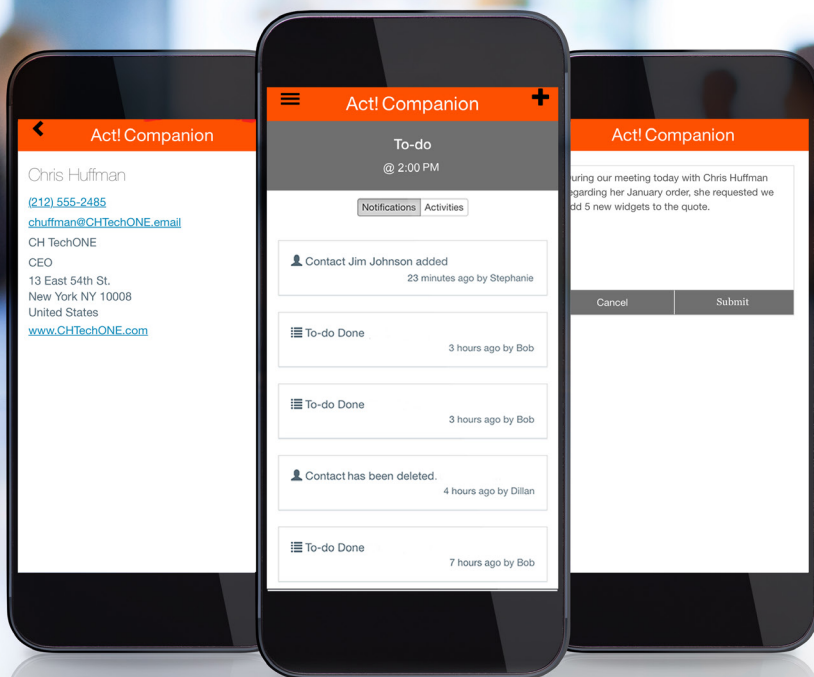 Act! Companion
Chris Huffman
(212) 555-2485
chuffman@CHTechONE.email
CH TechONE
CEO
13 East 54th St.
New York NY 10008
United States
www.CHTechONE.com
Act! Companion
To-do
@ 2:00 PM
Notifications Activities
Contact Jim Johnson added
23 minutes ago by Stephanie
To-do Done
3 hours ago by Bob
To-do Done
3 hours ago by Bob
Contact has been deleted.
4 hours ago by Dillan
To-do Done
7 hours ago by Bob
Act! Companion
our meeting today with Chris Huffman
her January order, she requested we
5 new widgets to the quote.
Cancel Submit